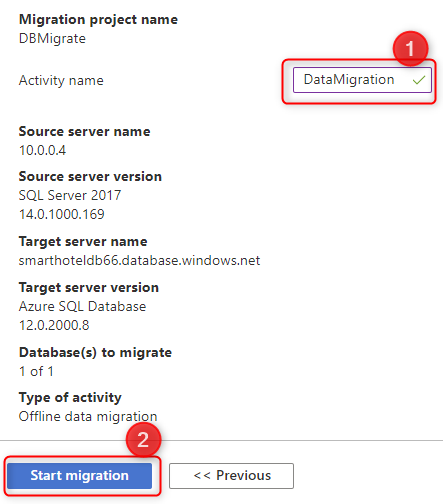 Migration project name
DBMigrate
1
Activity name DataMigration
Source server name
10.0.0.4
Source server version
SQL Server 2017
14.0.1000.169
Target server name
smarthoteldb66.database.windows.net
Target server version
Azure SQL Database
12.0.2000.8
Database(s) to migrate
1 of 1
Type of activity
Offline data migration
2
Start migration << Previous